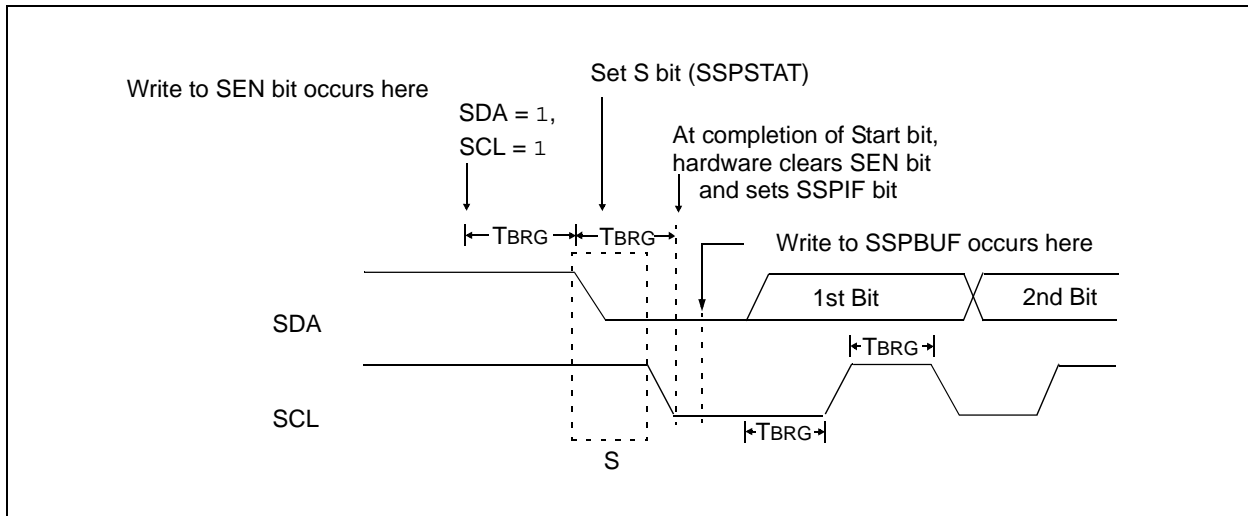 Set S bit (SSPSTAT)
Write to SEN bit occurs here
SDA = 1,
SCL = 1
At completion of Start bit,
hardware clears SEN bit
and sets SSPIF bit
TBRG
TBRG
Write to SSPBUF occurs here
1st Bit
2nd Bit
SDA
TBRG
SCL
TBRG
S